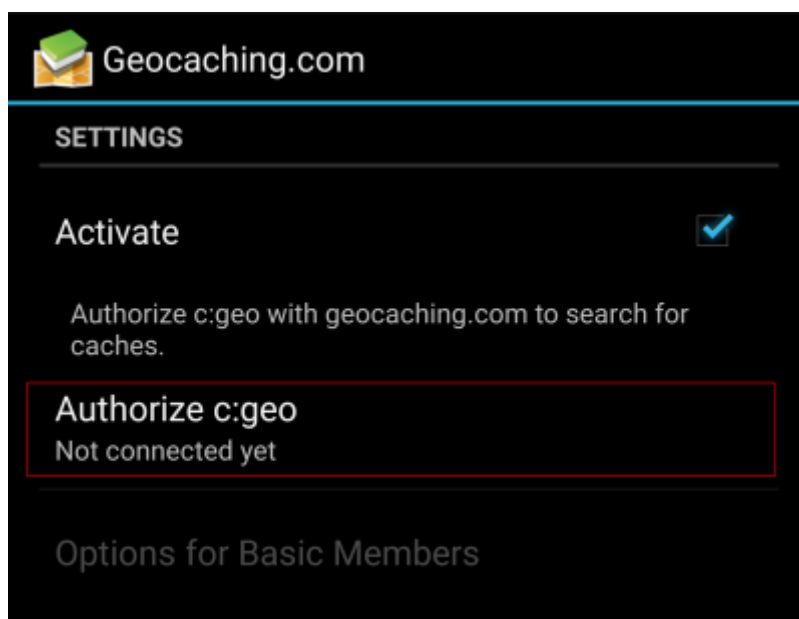 Geocaching.com
SETTINGS
Activate
Authorize c:geo with geocaching.com to search for
caches.
Authorize c:geo
Not connected yet
Options for Basic Members